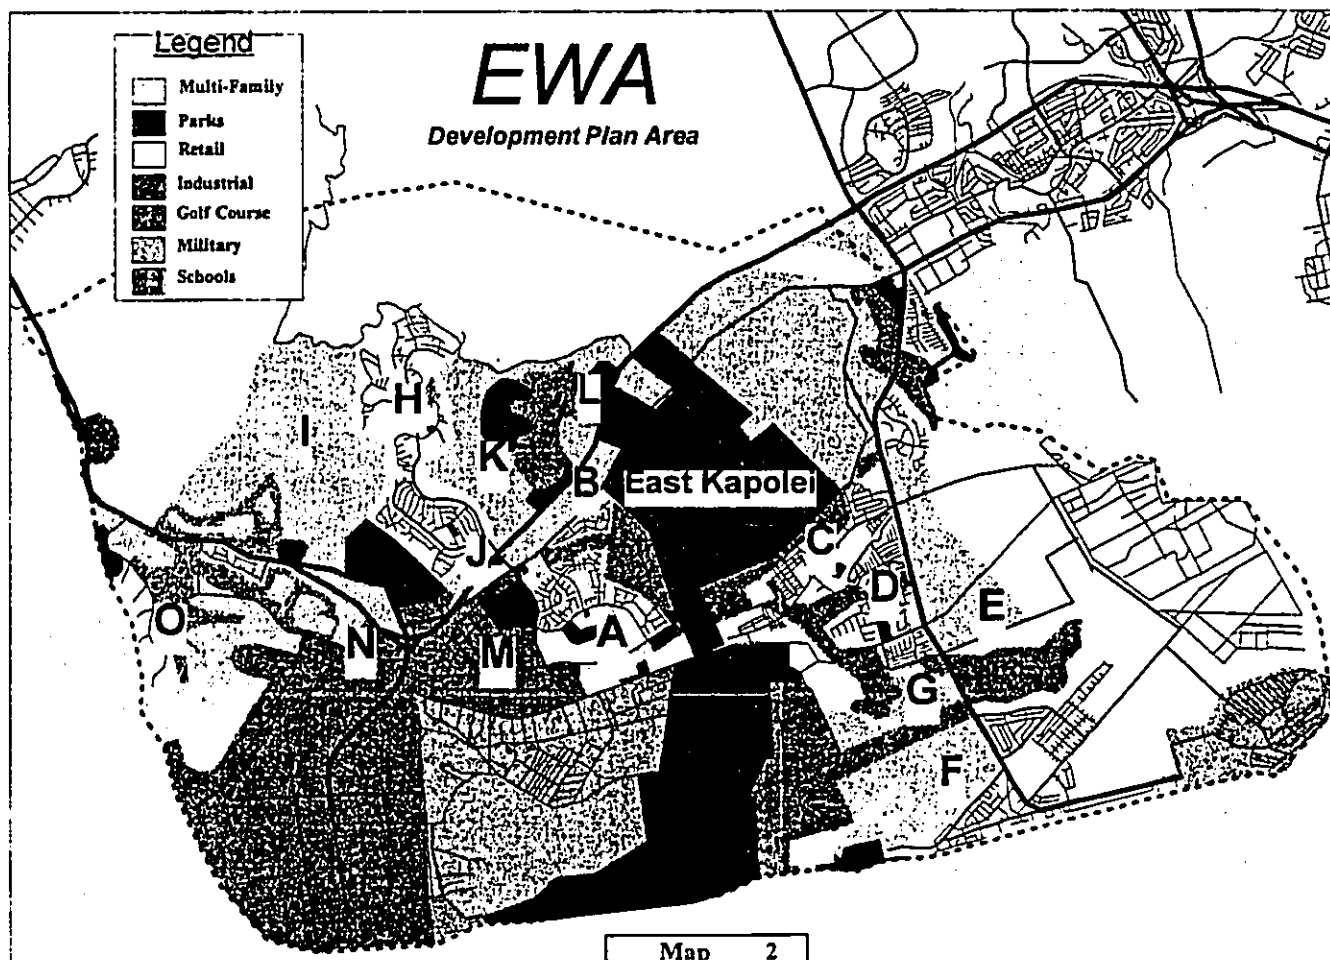 Legend
Multi-Family
Parks
Retail
Industrial
Golf Course
Military
Schools
EWA
Development Plan Area
H
L
I
K
B
East Kapolei
J
C
D
E
O
N
M
A
G
F
Map 2